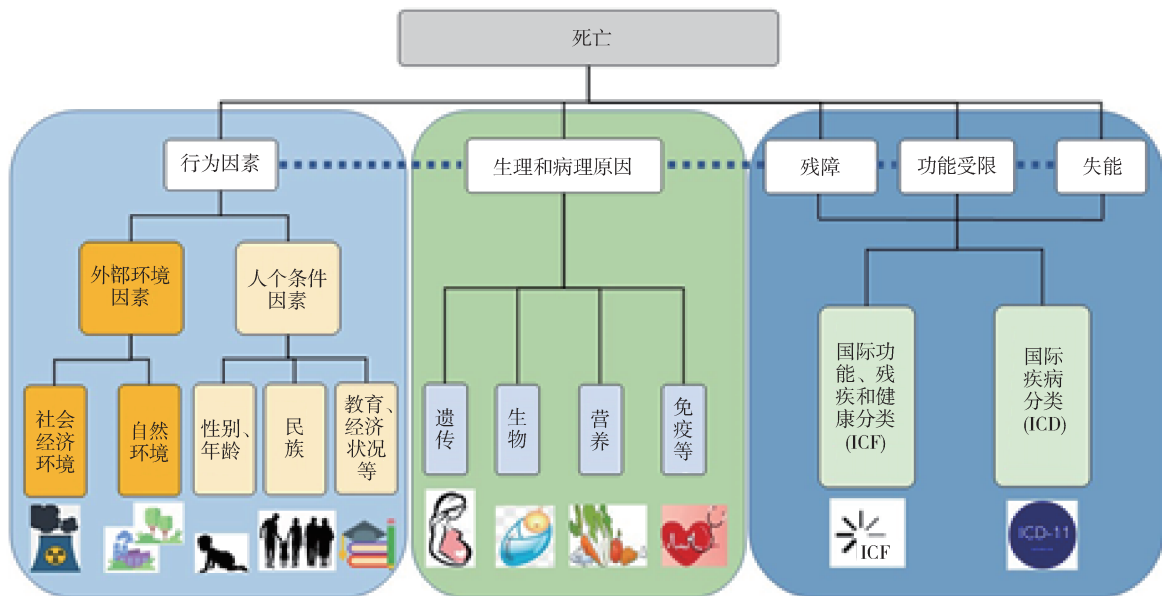 死亡
行为因素
生理和病理原因
残障
功能受限
失能
外部环境
因素
人个条件
因素
社会
经济
环境
自然
环境
性别、
年龄
民
族
教育、
经济
状况
等
遗
传
生
物
营
养
免
疫
等
国际功
能、残
疾和健
康分类
(ICF)
国际
疾病
分类
(ICD)
ICF
ICD-11